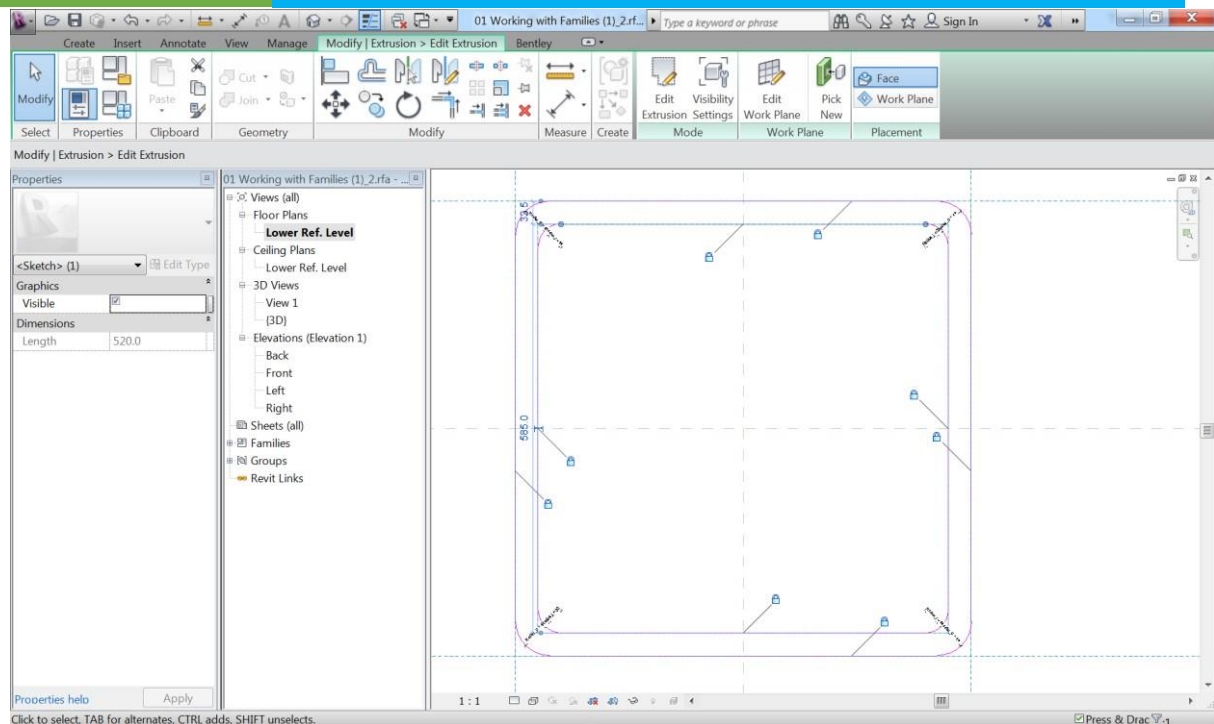 01 Working with Families (1)_2.rf...
Type a keyword or phrase
Sign In
Create Insert Annotate View Manage Modify | Extrusion > Edit Extrusion Bentley
Modify
Paste
Cut
Join
Edit Extrusion
Visibility Settings
Edit Work Plane
Pick New
Face
Work Plane
Select Properties Clipboard Geometry Modify Measure Create Mode Work Plane Placement
Modify | Extrusion > Edit Extrusion
Properties
<Sketch> (1)
Edit Type
Graphics
Visible
Dimensions
Length 520.0
Properties help
Apply
01 Working with Families (1)_2.rfa - ...
Views (all)
Floor Plans
Lower Ref. Level
Ceiling Plans
Lower Ref. Level
3D Views
View 1
{3D}
Elevations (Elevation 1)
Back
Front
Left
Right
Sheets (all)
Families
Groups
Revit Links
585.0
1 : 1
Click to select, TAB for alternates, CTRL adds, SHIFT unselects.
Press & Drag